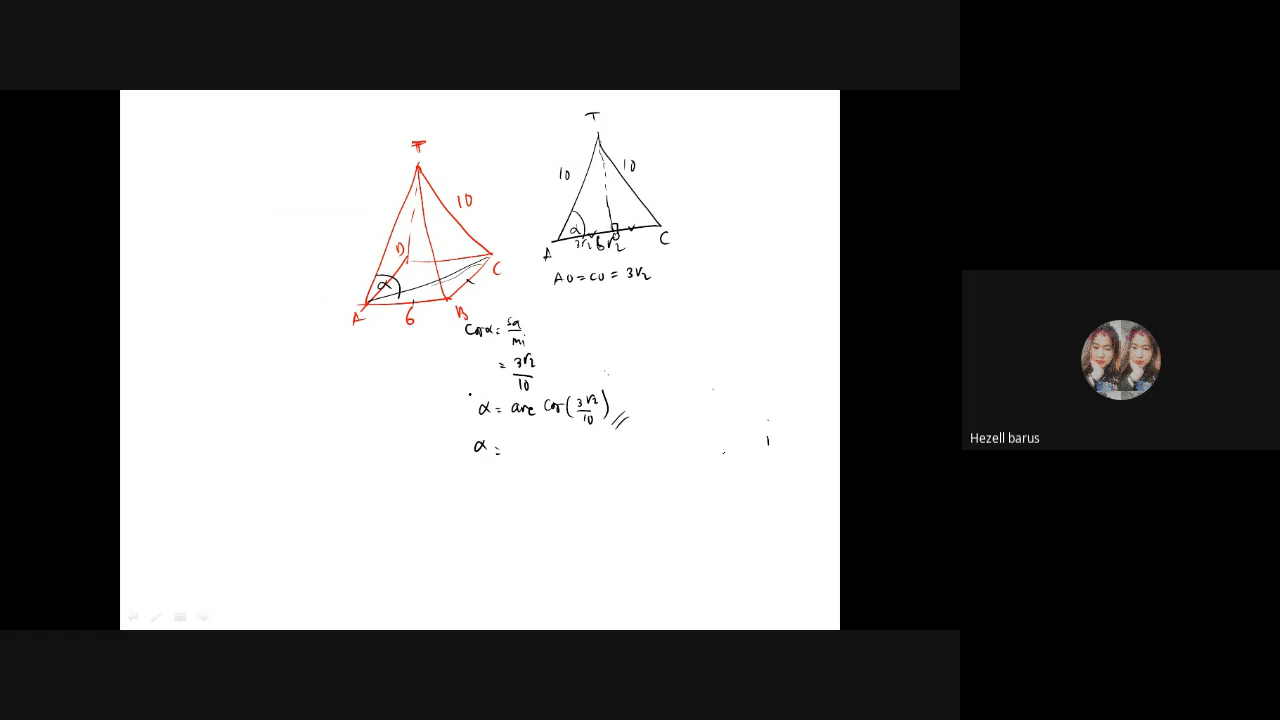 T
10
D
C
α
A
6
B
T
10
10
α
A
3√2
6√2
C
AO = CO = 3√2
Cos α = sa/mi
= 3√2/10
α = arc cos (3√2/10) //
α =
Hezell barus